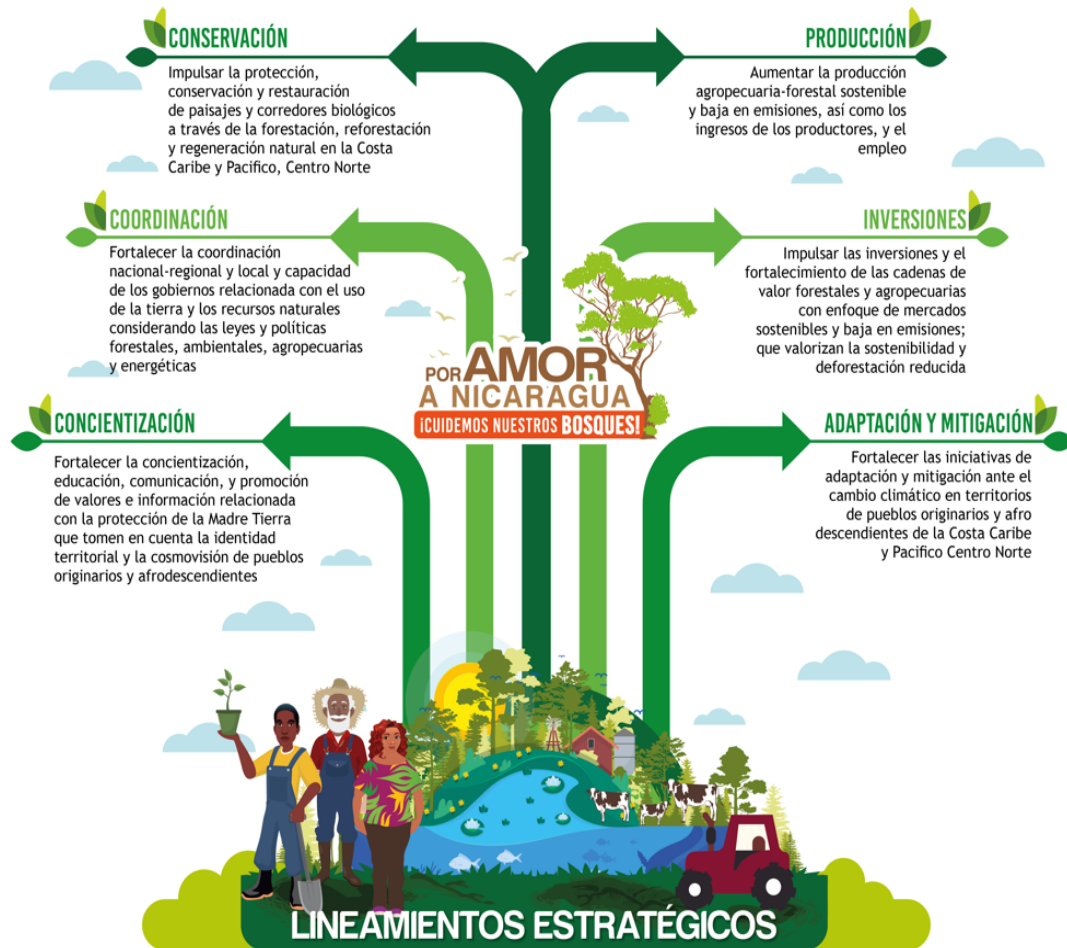 CONSERVACIÓN
Impulsar la protección,
conservación y restauración
de paisajes y corredores biológicos
a través de la forestación, reforestación
y regeneración natural en la Costa
Caribe y Pacifico, Centro Norte
PRODUCCIÓN
Aumentar la producción
agropecuaria-forestal sostenible
y baja en emisiones, así como los
ingresos de los productores, y el
empleo
COORDINACIÓN
Fortalecer la coordinación
nacional-regional y local y capacidad
de los gobiernos relacionada con el uso
de la tierra y los recursos naturales
considerando las leyes y políticas
forestales, ambientales, agropecuarias
y energéticas
INVERSIONES
Impulsar las inversiones y el
fortalecimiento de las cadenas de
valor forestales y agropecuarias
con enfoque de mercados
sostenibles y baja en emisiones;
que valorizan la sostenibilidad y
deforestación reducida
POR AMOR
A NICARAGUA
¡CUIDEMOS NUESTROS BOSQUES!
CONCIENTIZACIÓN
Fortalecer la concientización,
educación, comunicación, y promoción
de valores e información relacionada
con la protección de la Madre Tierra
que tomen en cuenta la identidad
territorial y la cosmovisión de pueblos
originarios y afrodescendientes
ADAPTACIÓN Y MITIGACIÓN
Fortalecer las iniciativas de
adaptación y mitigación ante el
cambio climático en territorios
de pueblos originarios y afro
descendientes de la Costa Caribe
y Pacifico Centro Norte
LINEAMIENTOS ESTRATÉGICOS